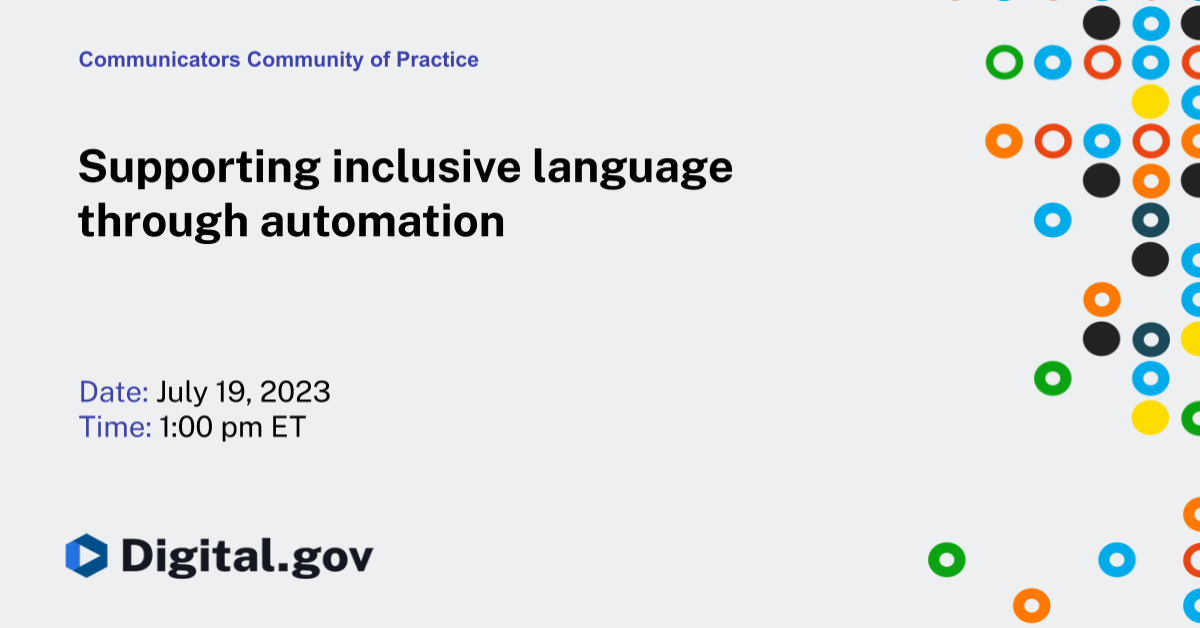 Communicators Community of Practice
Supporting inclusive language
through automation
Date: July 19, 2023
Time: 1:00 pm ET
Digital.gov